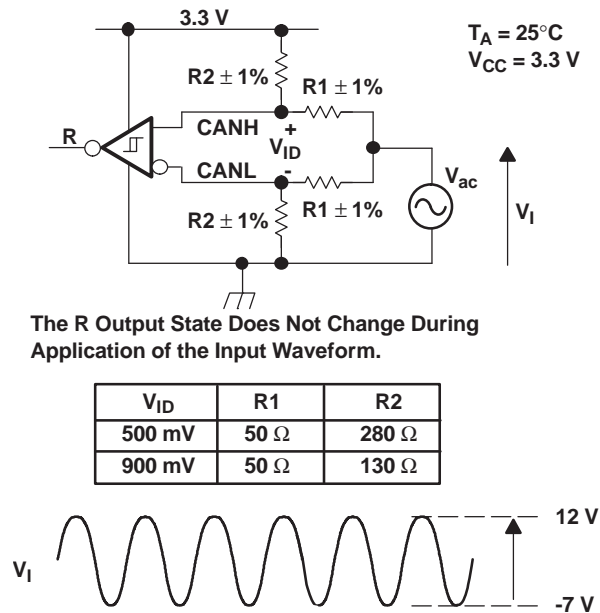 3.3 V
T_A = 25°C
V_CC = 3.3 V
R2 ± 1%
R1 ± 1%
CANH
+
R
V_ID
CANL
-
V_ac
R2 ± 1%
R1 ± 1%
V_I
The R Output State Does Not Change During
Application of the Input Waveform.
V_ID R1 R2
500 mV 50 Ω 280 Ω
900 mV 50 Ω 130 Ω
12 V
V_I
-7 V